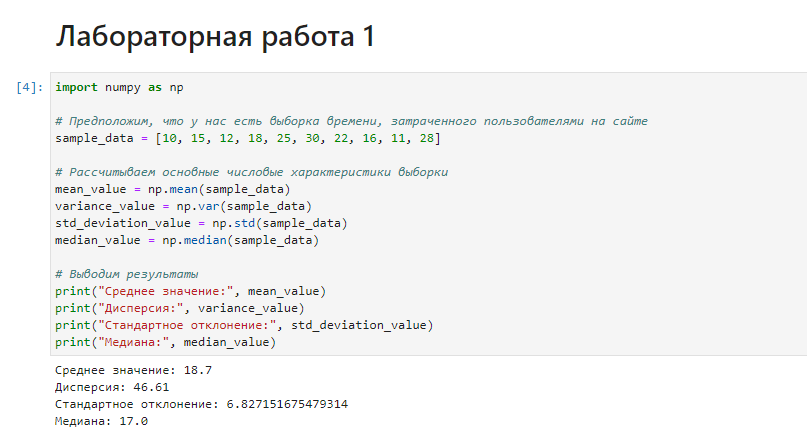 Лабораторная работа 1
[4]:
import numpy as np
# Предположим, что у нас есть выборка времени, затраченного пользователями на сайте
sample_data = [10, 15, 12, 18, 25, 30, 22, 16, 11, 28]
# Рассчитываем основные числовые характеристики выборки
mean_value = np.mean(sample_data)
variance_value = np.var(sample_data)
std_deviation_value = np.std(sample_data)
median_value = np.median(sample_data)
# Выводим результаты
print("Среднее значение:", mean_value)
print("Дисперсия:", variance_value)
print("Стандартное отклонение:", std_deviation_value)
print("Медиана:", median_value)
Среднее значение: 18.7
Дисперсия: 46.61
Стандартное отклонение: 6.827151675479314
Медиана: 17.0